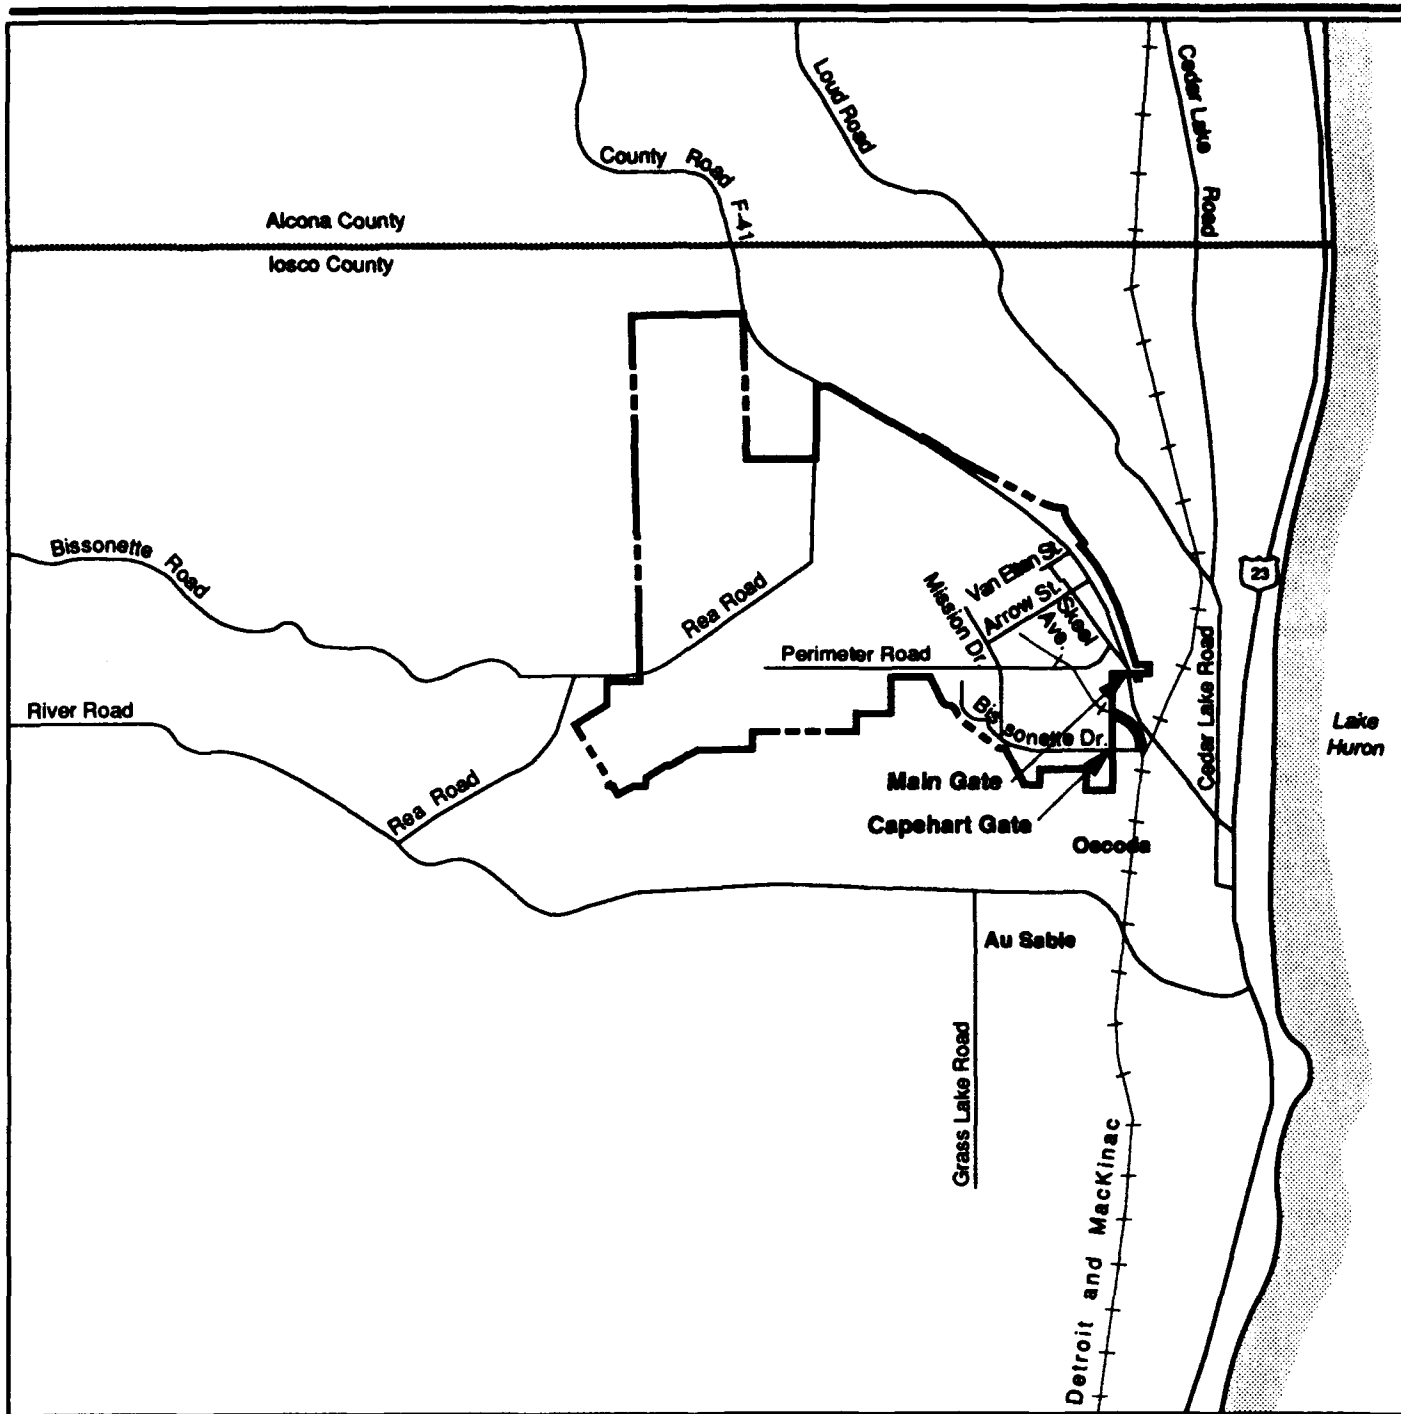 Cedar Lake
Road
Loud Road
County Road F-41
Alcona County
Iosco County
Bissonette Road
23
Van Etten St.
Mission Dr.
Arrow St.
Skeel
Ave.
Rea Road
Perimeter Road
Cedar Lake Road
River Road
Bissonette Dr.
Lake
Huron
Main Gate
Rea Road
Capehart Gate
Oscoda
Au Sable
Grass Lake Road
Detroit and MacKinac